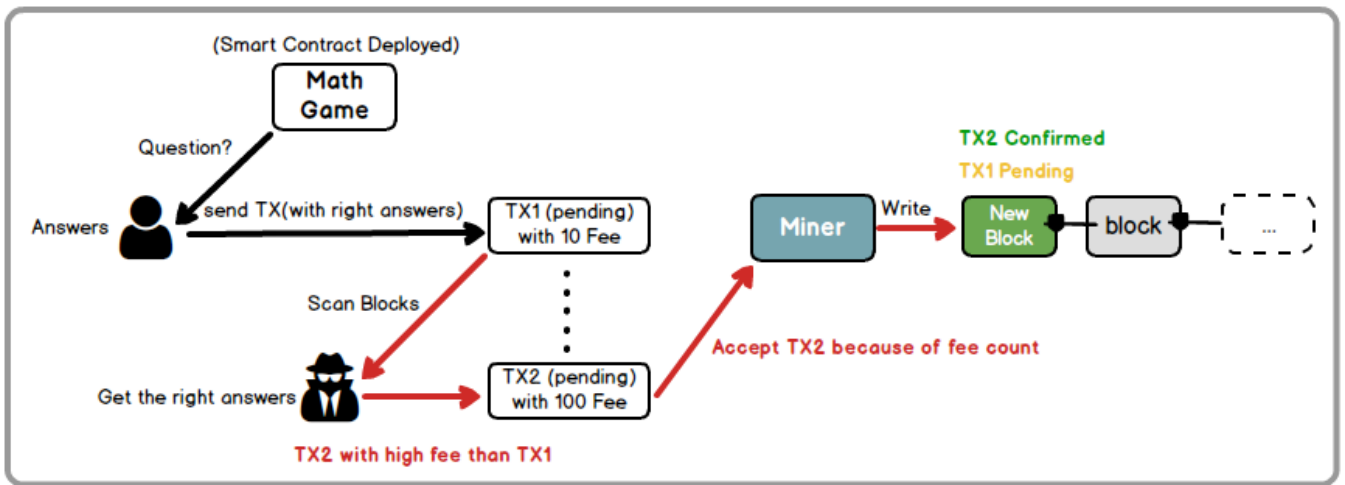 (Smart Contract Deployed)
Math
Game
Question?
Answers
send TX(with right answers)
TX1 (pending)
with 10 Fee
Scan Blocks
Get the right answers
TX2 (pending)
with 100 Fee
TX2 with high fee than TX1
Accept TX2 because of fee count
Miner
Write
TX2 Confirmed
TX1 Pending
New
Block
block
...